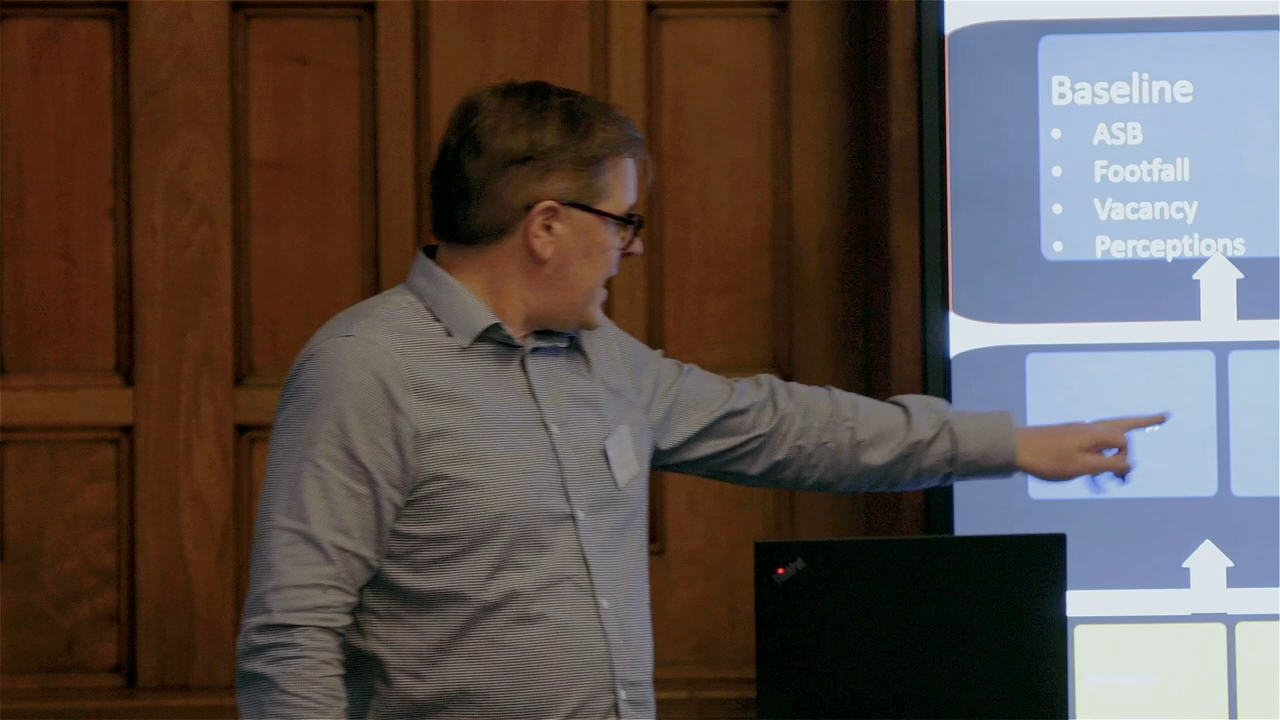 Baseline
• ASB
• Footfall
• Vacancy
• Perceptions